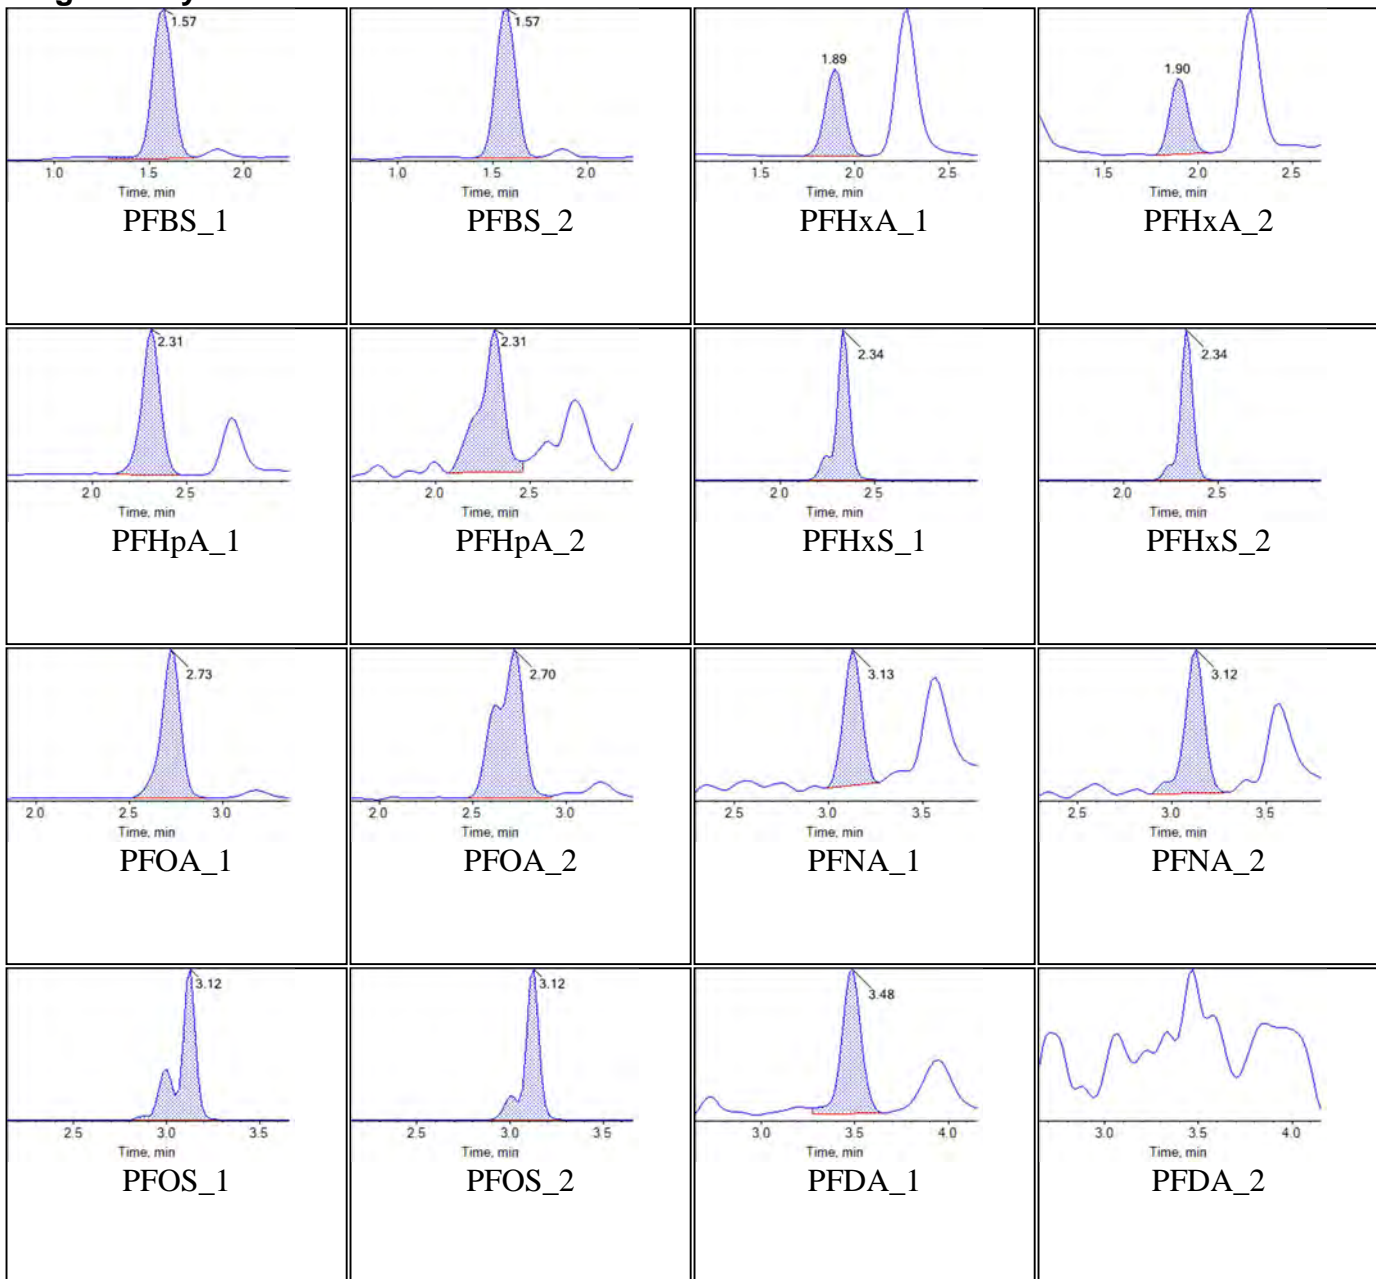 1.57
1.57
1.89
1.90
1.0 1.5 2.0
1.0 1.5 2.0
1.5 2.0 2.5
1.5 2.0 2.5
Time, min
Time, min
Time, min
Time, min
PFBS_1
PFBS_2
PFHxA_1
PFHxA_2
2.31
2.31
2.34
2.34
2.0 2.5
2.0 2.5
2.0 2.5
2.0 2.5
Time, min
Time, min
Time, min
Time, min
PFHpA_1
PFHpA_2
PFHxS_1
PFHxS_2
2.73
2.70
3.13
3.12
2.0 2.5 3.0
2.0 2.5 3.0
2.5 3.0 3.5
2.5 3.0 3.5
Time, min
Time, min
Time, min
Time, min
PFOA_1
PFOA_2
PFNA_1
PFNA_2
3.12
3.12
3.48
2.5 3.0 3.5
2.5 3.0 3.5
3.0 3.5 4.0
3.0 3.5 4.0
Time, min
Time, min
Time, min
Time, min
PFOS_1
PFOS_2
PFDA_1
PFDA_2